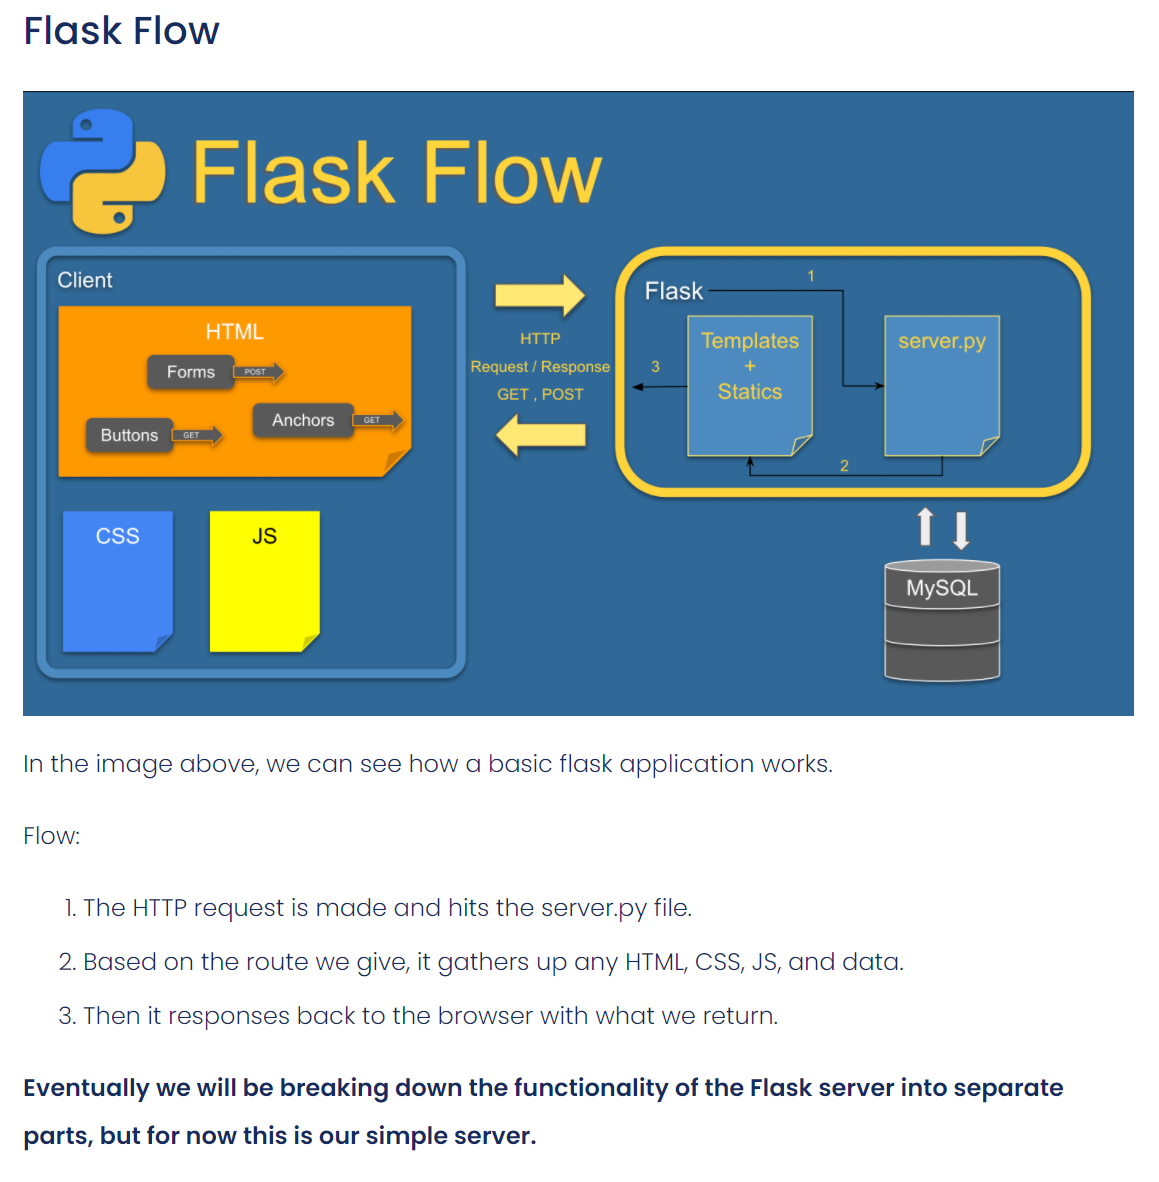 Flask Flow
Flask Flow
Client
HTML
Forms
POST
Anchors
GET
Buttons
GET
CSS
JS
HTTP
Request / Response
GET , POST
Flask
1
Templates
+
Statics
server.py
3
2
MySQL
In the image above, we can see how a basic flask application works.
Flow:
1. The HTTP request is made and hits the server.py file.
2. Based on the route we give, it gathers up any HTML, CSS, JS, and data.
3. Then it responses back to the browser with what we return.
Eventually we will be breaking down the functionality of the Flask server into separate
parts, but for now this is our simple server.